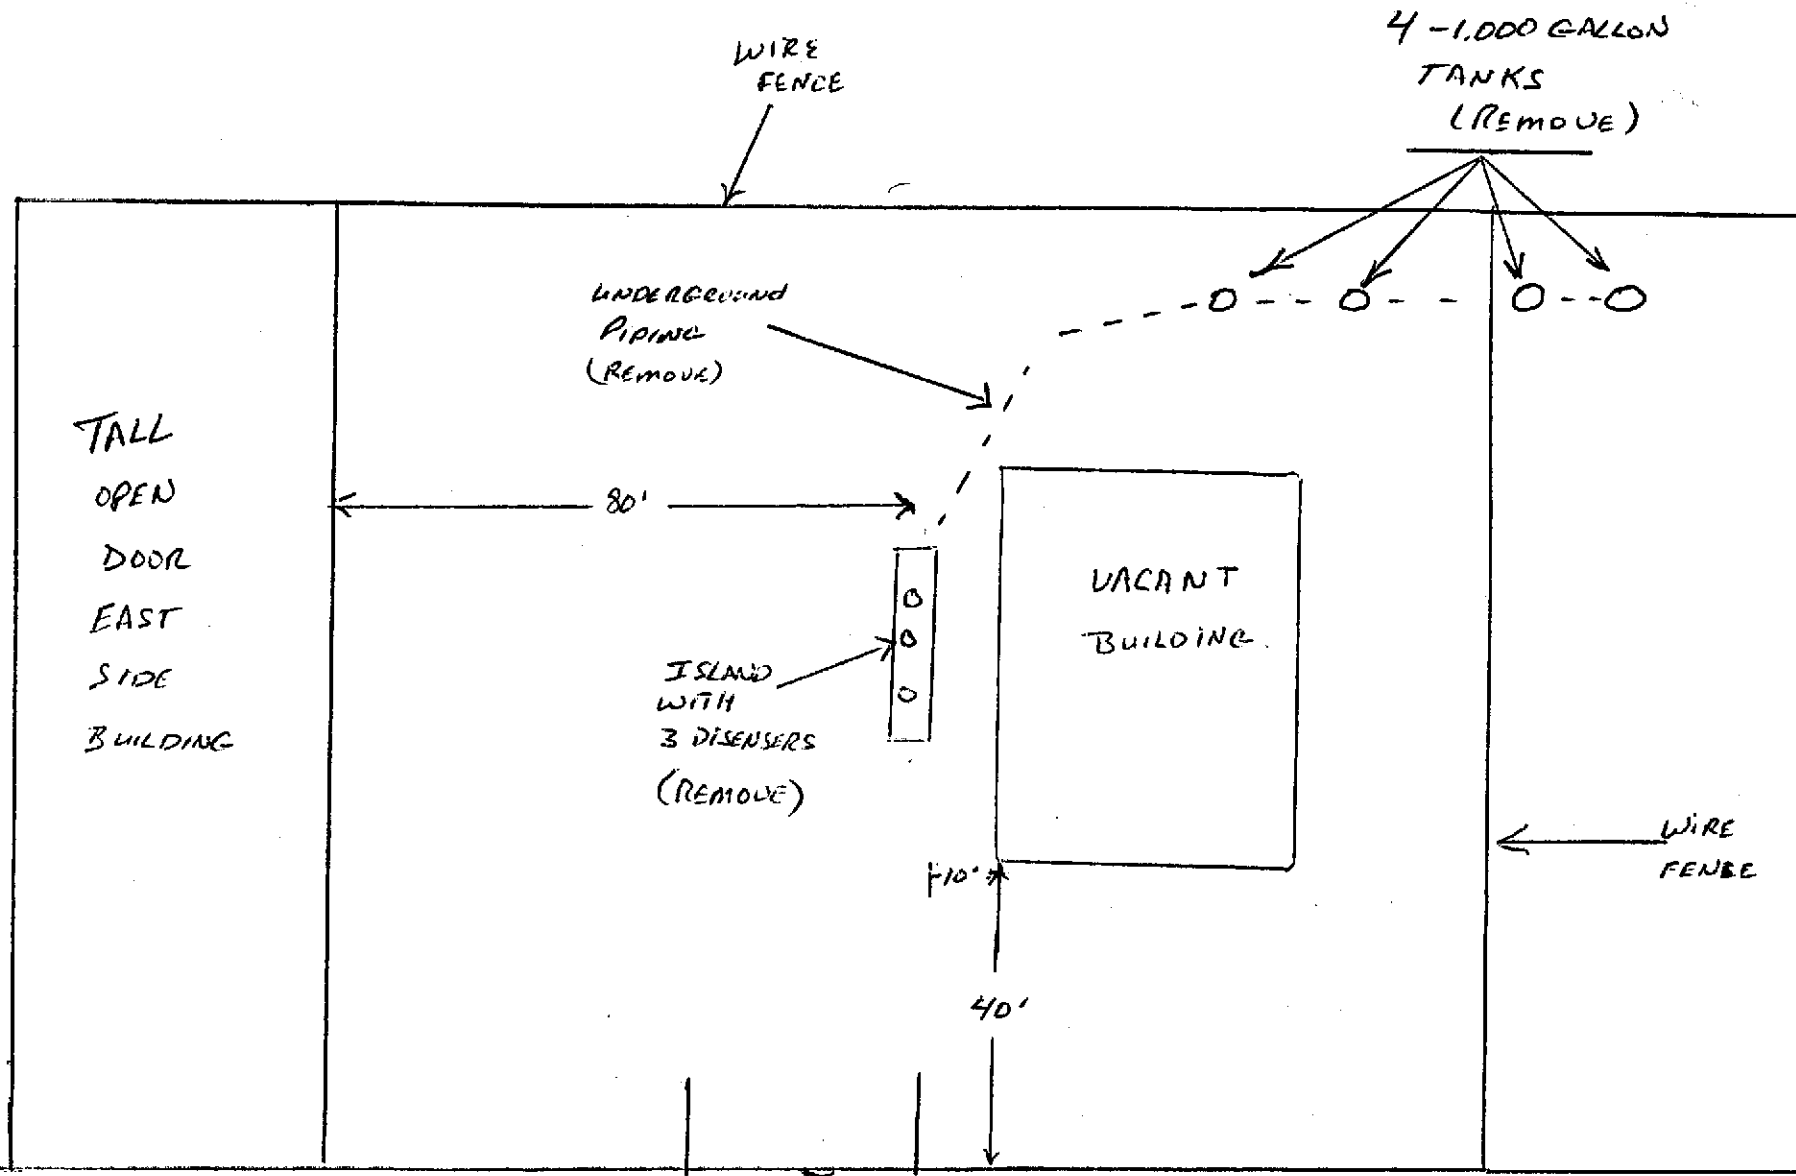 4 - 1.000 GALLON
TANKS
(REMOVE)
WIRE
FENCE
UNDERGROUND
PIPING
(REMOVE)
TALL
OPEN
DOOR
EAST
SIDE
BUILDING
80'
VACANT
BUILDING
ISLAND
WITH
3 DISENSERS
(REMOVE)
WIRE
FENCE
10'
40'